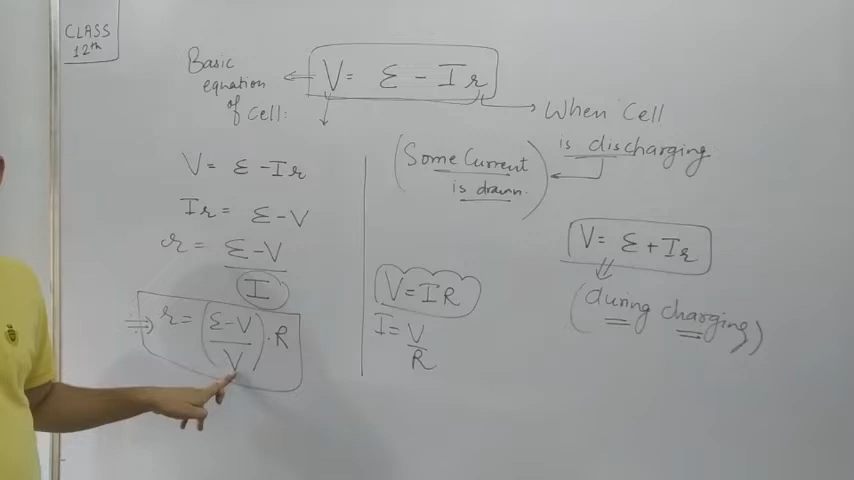 CLASS
12th
Basic
equation
of Cell:
V = ε - Ir
When Cell
is discharging
(Some Current
is drawn.)
V = ε - Ir
Ir = ε - V
r = ε - V
I
⇒ r = (ε - V / V) . R
V = IR
I = V
R
V = ε + Ir
(during charging)